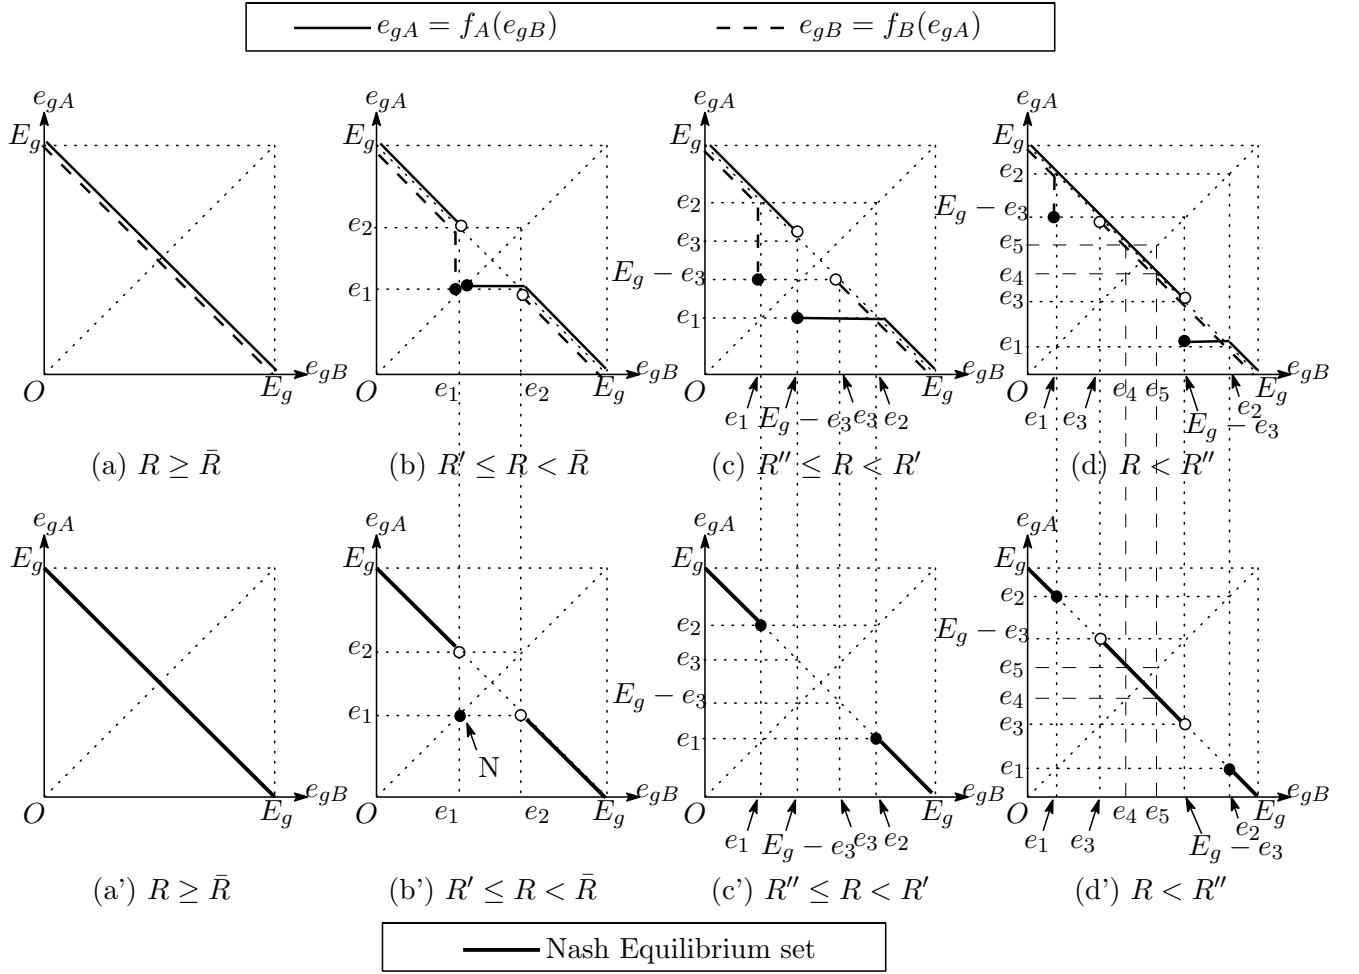 e_{gA} = f_A(e_{gB}) e_{gB} = f_B(e_{gA})
e_{gA} e_{gA} e_{gA} e_{gA}
E_g E_g E_g E_g
e_2 e_2 e_2
E_g − e_3
e_3 e_5
E_g − e_3 e_4
e_1 e_1 e_3
e_1
O E_g e_{gB} O e_1 e_2 E_g e_{gB} O E_g e_{gB} O e_4 e_5 E_g e_{gB}
e_1 E_g − e_3 e_3 e_2 e_1 e_3 E_g − e_3 e_2
(a) R ≥ R̄ (b) R′ ≤ R < R̄ (c) R″ ≤ R < R′ (d) R < R″
e_{gA} e_{gA} e_{gA} e_{gA}
E_g E_g E_g E_g
e_2 e_2 e_2
E_g − e_3
e_3 e_5
E_g − e_3 e_4
e_1 e_1 e_3
N e_1
O E_g e_{gB} O e_1 e_2 E_g e_{gB} O E_g e_{gB} O e_4 e_5 E_g e_{gB}
e_1 E_g − e_3 e_3 e_2 e_1 e_3 E_g − e_3 e_2
(a') R ≥ R̄ (b') R′ ≤ R < R̄ (c') R″ ≤ R < R′ (d') R < R″
Nash Equilibrium set